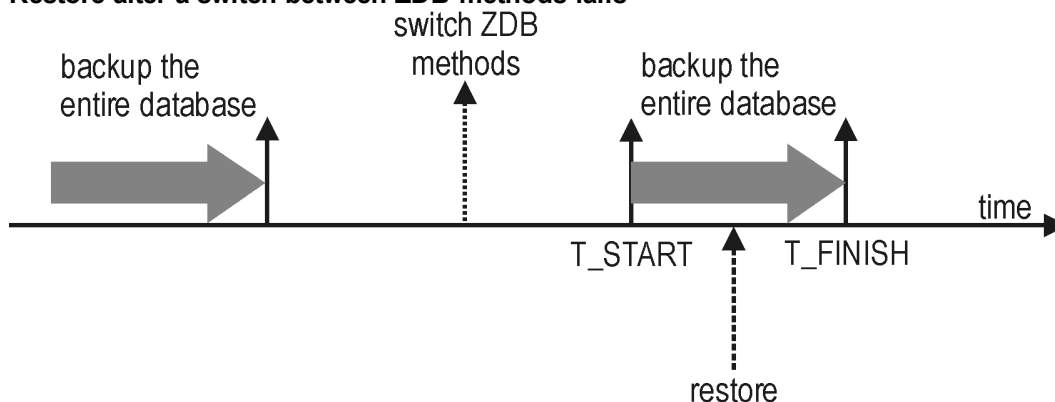 Restore after a switch between ZDB methods fails
switch ZDB
methods
backup the
entire database
backup the
entire database
time
T_START
T_FINISH
restore